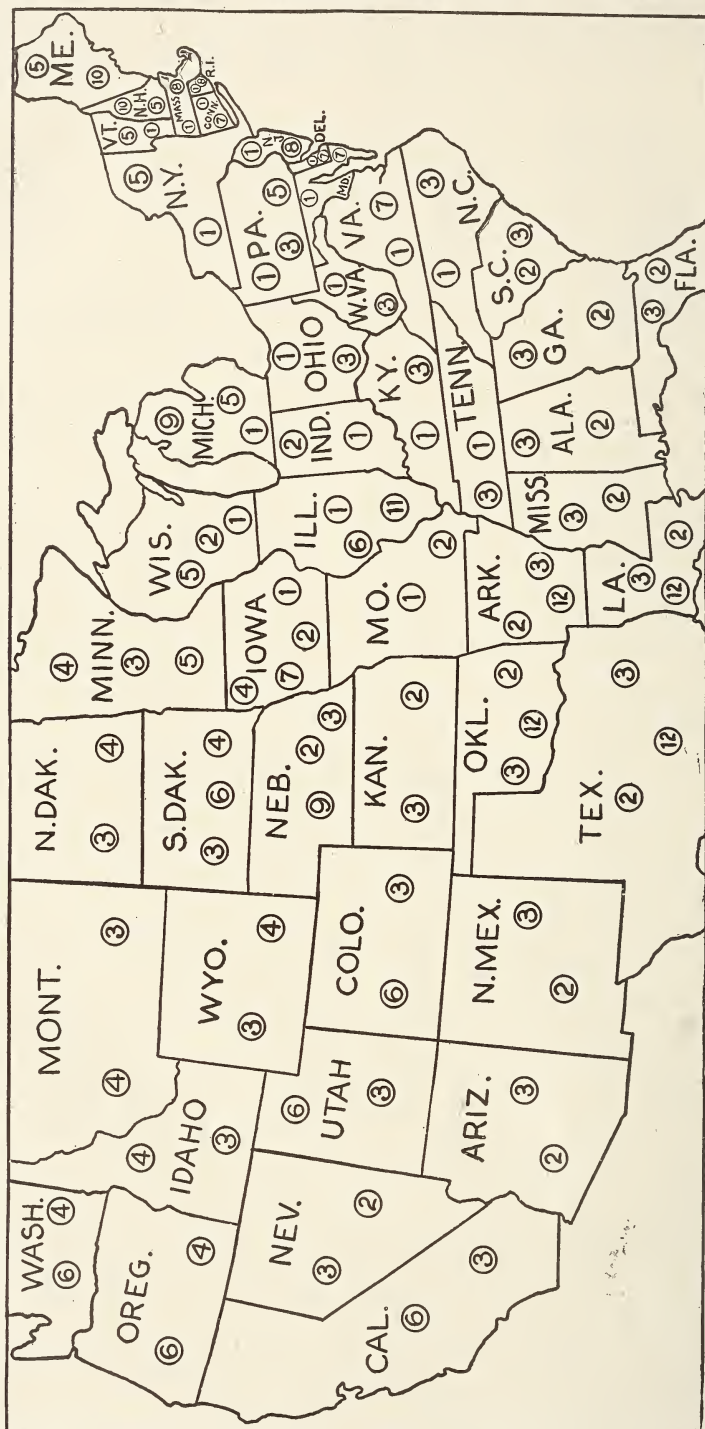 WASH.
④
⑥
OREG.
④
⑥
CAL.
⑥
③
NEV.
③
②
IDAHO
④
③
MONT.
④
③
WYO.
③
④
UTAH
⑥
③
COLO.
⑥
③
ARIZ.
②
③
N.MEX.
②
③
N.DAK.
③
④
S.DAK.
③
⑥
④
NEB.
⑨
②
③
KAN.
③
②
OKL.
③
⑫
②
TEX.
②
⑫
③
MINN.
④
③
⑤
IOWA
④
⑦
②
①
MO.
①
②
ARK.
②
⑫
③
LA.
③
⑫
②
WIS.
⑤
②
①
ILL.
①
⑥
⑪
MICH.
⑨
⑤
①
IND.
②
①
OHIO
①
③
KY.
①
③
TENN.
③
①
MISS.
③
②
ALA.
③
②
GA.
③
②
FLA.
③
②
S.C.
②
③
N.C.
①
③
VA.
①
⑦
W.VA.
①
③
MD.
①
⑦
DEL.
①
PA.
①
③
⑤
N.J.
①
⑧
N.Y.
①
⑤
CONN.
①
⑦
R.I.
⑧
MASS
①
⑧
VT.
⑤
①
N.H.
⑩
⑤
ME.
⑤
⑩